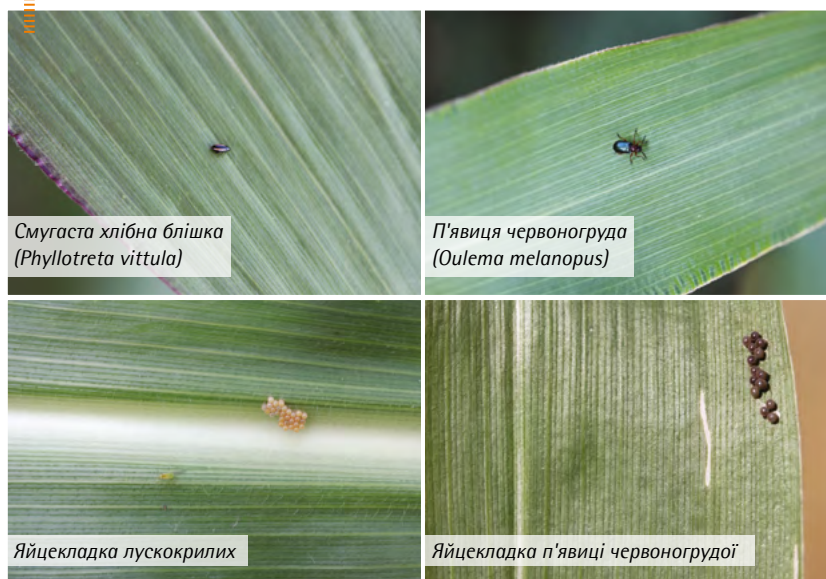 Смугаста хлібна блішка
(Phyllotreta vittula)
П'явиця червоногруда
(Oulema melanopus)
Яйцекладка лускокрилих
Яйцекладка п'явиці червоногрудої